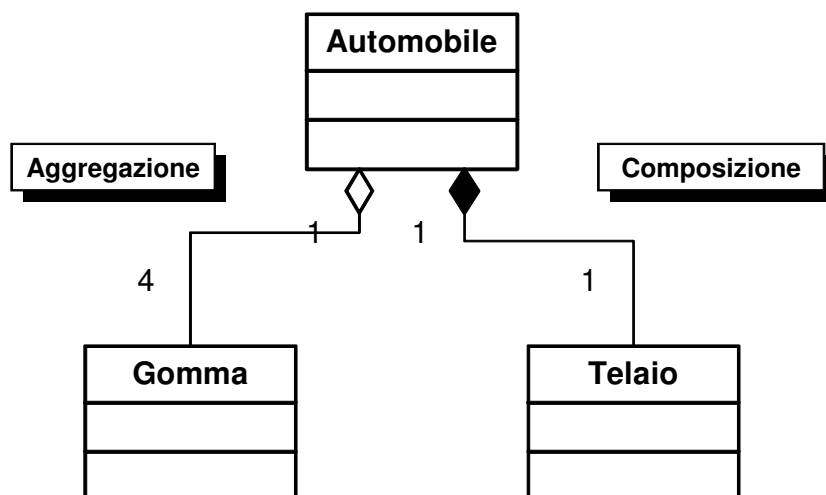 Automobile
Aggregazione
Composizione
1
1
4
1
Gomma
Telaio